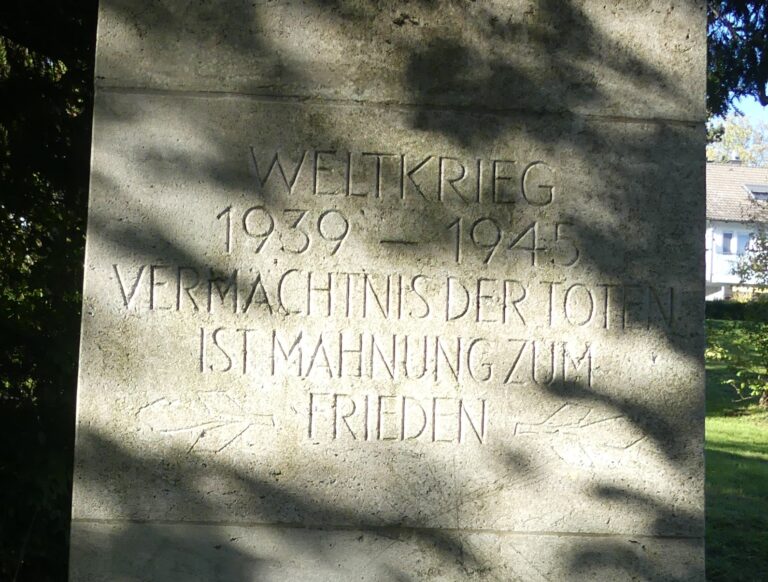 WELTKRIEG
1939 – 1945
VERMÄCHTNIS DER TOTEN
IST MAHNUNG ZUM
FRIEDEN